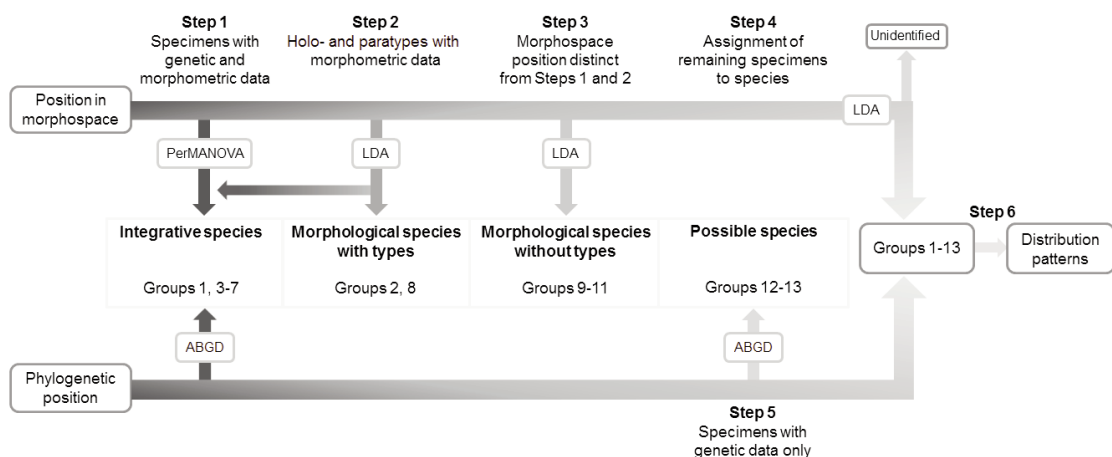 Step 1
Specimens with
genetic and
morphometric data
Step 2
Holo- and paratypes with
morphometric data
Step 3
Morphospace
position distinct
from Steps 1 and 2
Step 4
Assignment of
remaining specimens
to species
Unidentified
Position in
morphospace
LDA
PerMANOVA
LDA
LDA
Integrative species
Groups 1, 3-7
Morphological species
with types
Groups 2, 8
Morphological species
without types
Groups 9-11
Possible species
Groups 12-13
Groups 1-13
Step 6
Distribution
patterns
ABGD
ABGD
Phylogenetic
position
Step 5
Specimens with
genetic data only